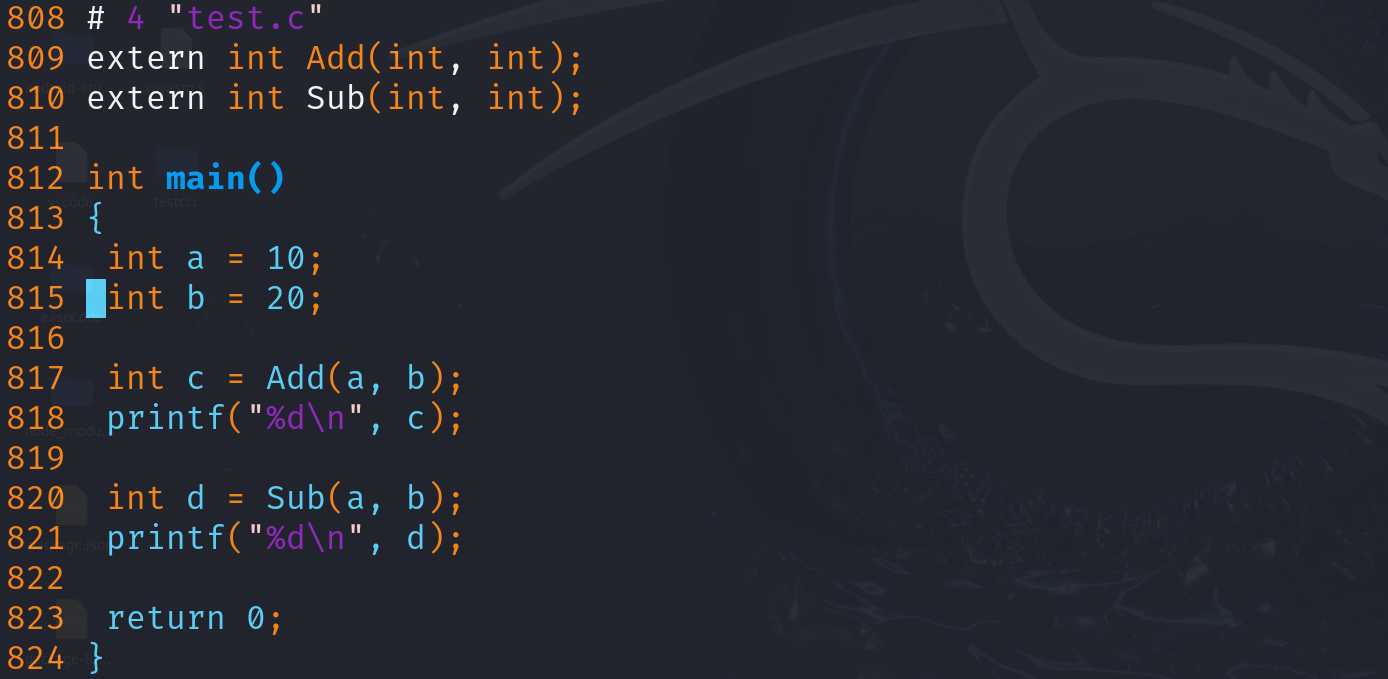 808 # 4 "test.c"
809 extern int Add(int, int);
810 extern int Sub(int, int);
811
812 int main()
813 {
814  int a = 10;
815  int b = 20;
816
817  int c = Add(a, b);
818  printf("%d\n", c);
819
820  int d = Sub(a, b);
821  printf("%d\n", d);
822
823  return 0;
824 }
testccc